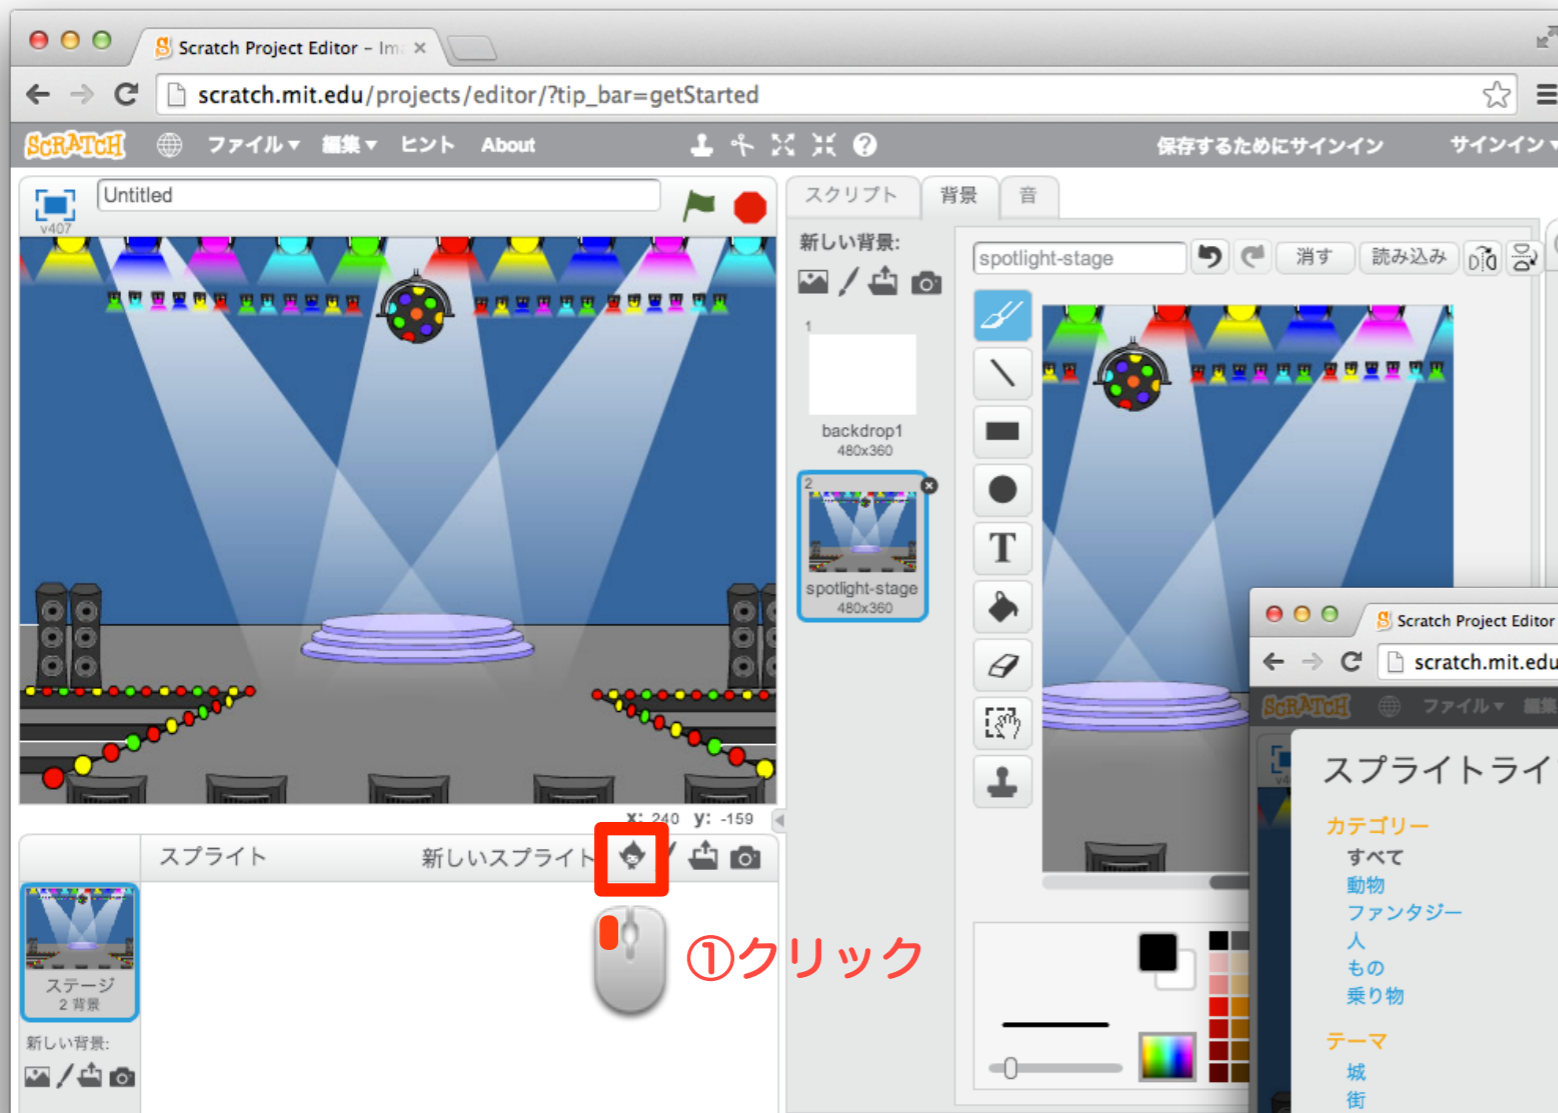 Scratch Project Editor – Im
scratch.mit.edu/projects/editor/?tip_bar=getStarted
SCRATCH ファイル▼ 編集▼ ヒント About 保存するためにサインイン サインイン▼
v407
Untitled
スクリプト 背景 音
新しい背景:
spotlight-stage 消す 読み込み
1
backdrop1
480x360
2
spotlight-stage
480x360
T
x: 240 y: -159
スプライト 新しいスプライト
ステージ
2 背景
新しい背景:
①クリック
Scratch Project Editor
scratch.mit.edu
SCRATCH ファイル▼ 編集
スプライトライ
カテゴリー
すべて
動物
ファンタジー
人
もの
乗り物
テーマ
城
街